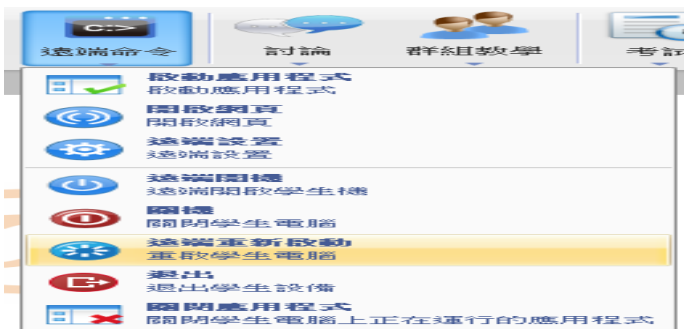 C:>
遠端命令
討論
群組教學
考試
啟動應用程式
啟動應用程式
開啟網頁
開啟網頁
遠端設置
遠端設置
遠端開機
遠端開啟學生機
關機
關閉學生電腦
遠端重新啟動
重啟學生電腦
退出
退出學生設備
關閉應用程式
關閉學生電腦上正在運行的應用程式